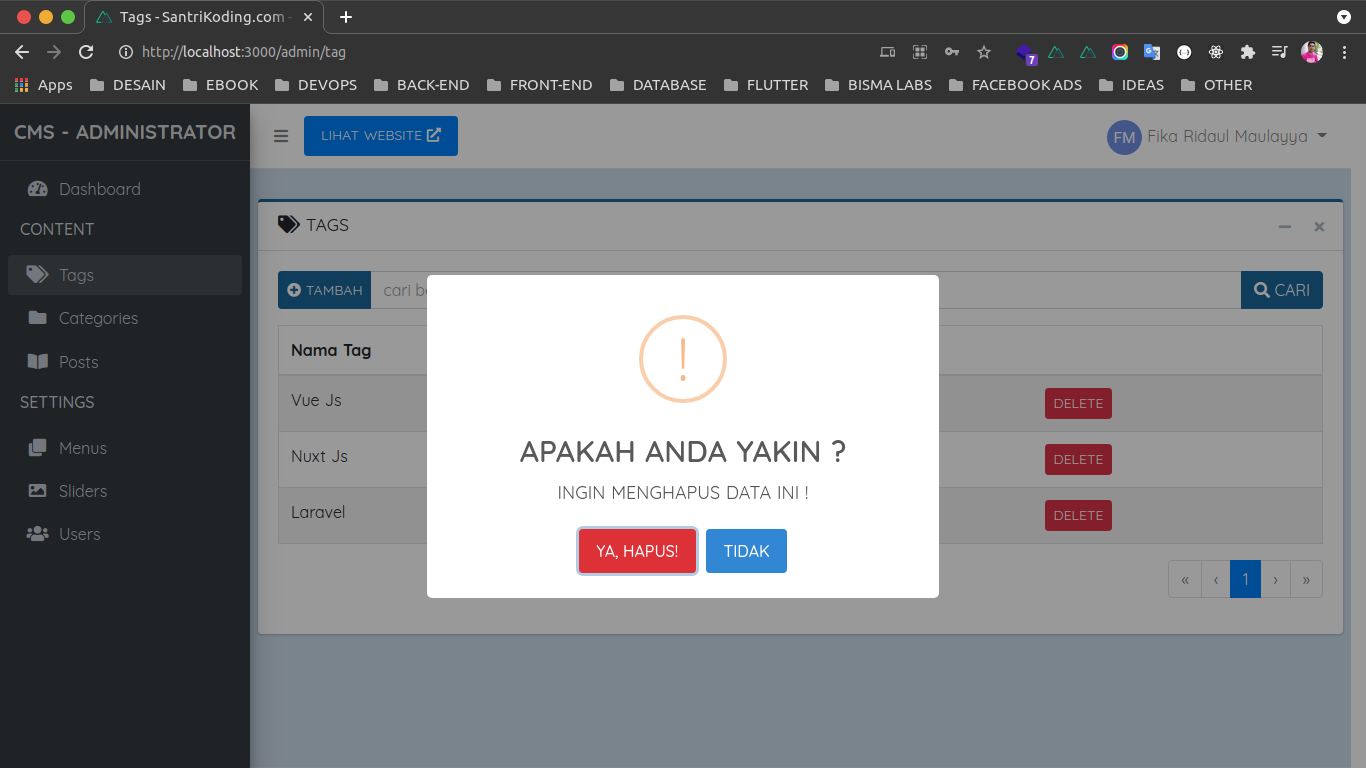 Tags - SantriKoding.com -
http://localhost:3000/admin/tag
7
Apps DESAIN EBOOK DEVOPS BACK-END FRONT-END DATABASE FLUTTER BISMA LABS FACEBOOK ADS IDEAS OTHER
CMS - ADMINISTRATOR
LIHAT WEBSITE
FM Fika Ridaul Maulayya
Dashboard
CONTENT
Tags
Categories
Posts
SETTINGS
Menus
Sliders
Users
TAGS
TAMBAH
cari
CARI
Nama Tag
Vue Js
DELETE
Nuxt Js
DELETE
Laravel
DELETE
« ‹ 1 › »
!
APAKAH ANDA YAKIN ?
INGIN MENGHAPUS DATA INI !
YA, HAPUS! TIDAK